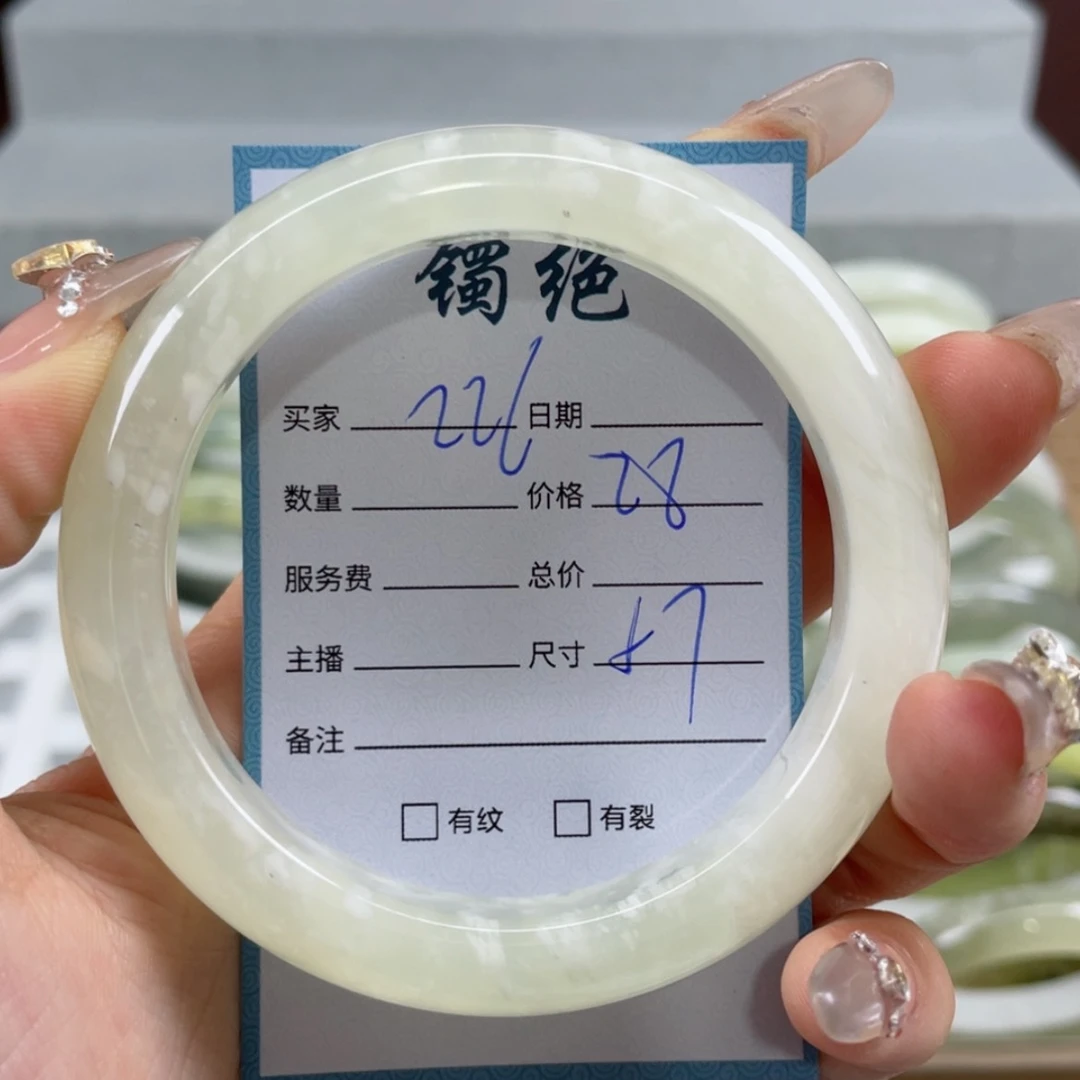 镯绝
买家 226 日期
数量 价格 28
服务费 总价
主播 尺寸 57
备注
有纹 有裂